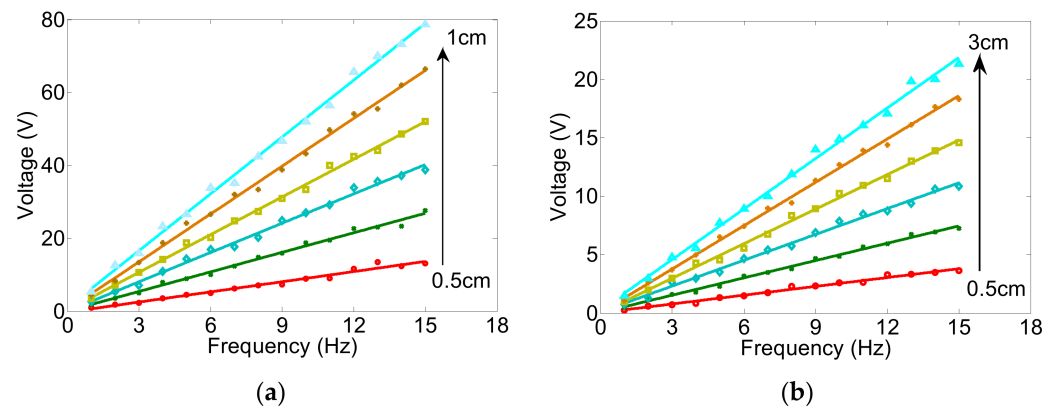 80
60
40
20
0
Voltage (V)
1cm
0.5cm
0 3 6 9 12 15 18
Frequency (Hz)
(a)
25
20
15
10
5
0
Voltage (V)
3cm
0.5cm
0 3 6 9 12 15 18
Frequency (Hz)
(b)